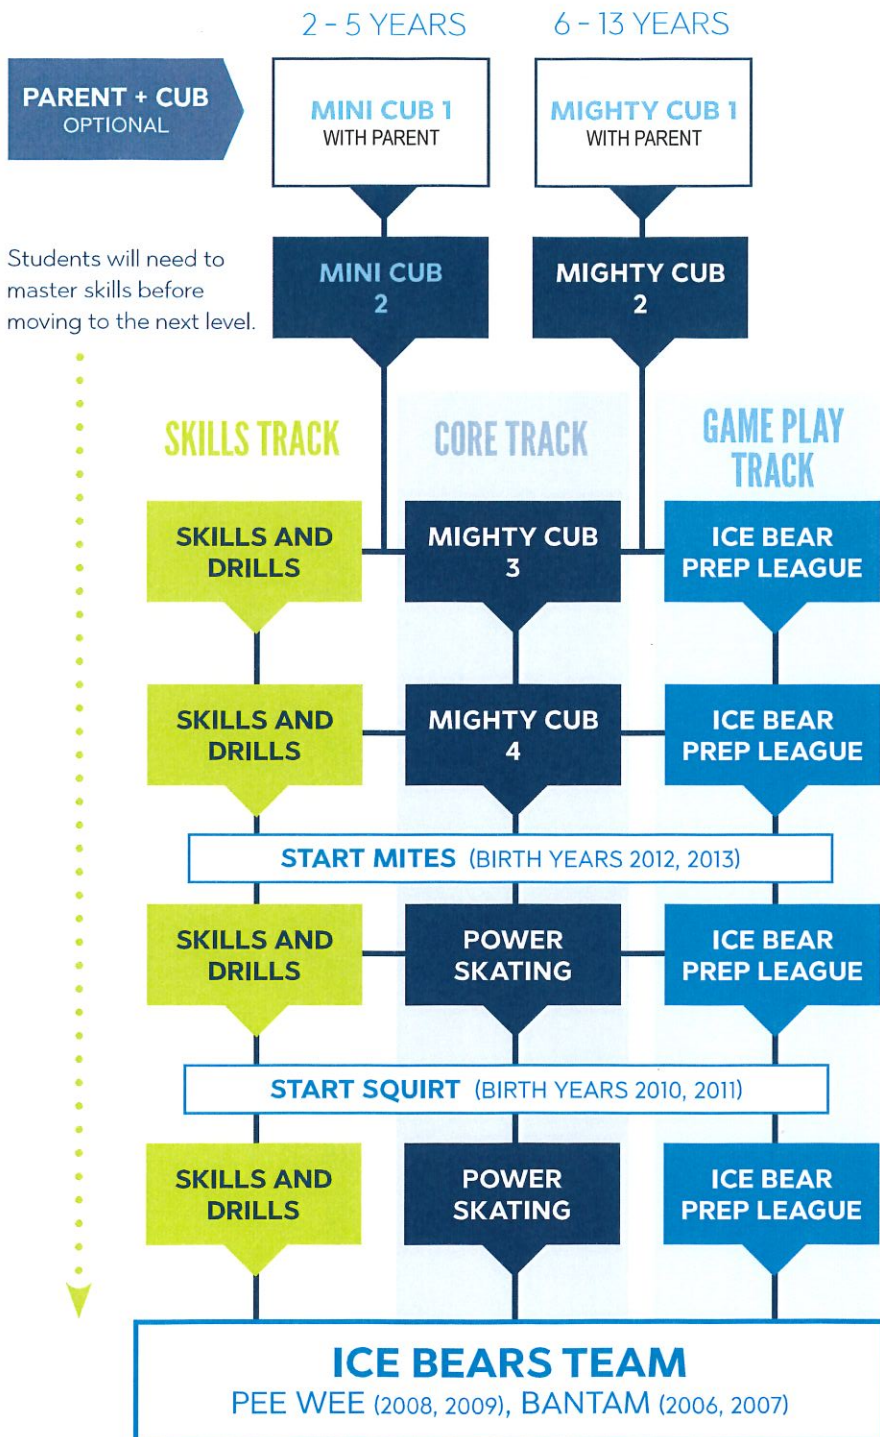 2 - 5 YEARS
6 - 13 YEARS
PARENT + CUB
OPTIONAL
MINI CUB 1
WITH PARENT
MIGHTY CUB 1
WITH PARENT
Students will need to
master skills before
moving to the next level.
MINI CUB
2
MIGHTY CUB
2
SKILLS TRACK
CORE TRACK
GAME PLAY
TRACK
SKILLS AND
DRILLS
MIGHTY CUB
3
ICE BEAR
PREP LEAGUE
SKILLS AND
DRILLS
MIGHTY CUB
4
ICE BEAR
PREP LEAGUE
START MITES (BIRTH YEARS 2012, 2013)
SKILLS AND
DRILLS
POWER
SKATING
ICE BEAR
PREP LEAGUE
START SQUIRT (BIRTH YEARS 2010, 2011)
SKILLS AND
DRILLS
POWER
SKATING
ICE BEAR
PREP LEAGUE
ICE BEARS TEAM
PEE WEE (2008, 2009), BANTAM (2006, 2007)